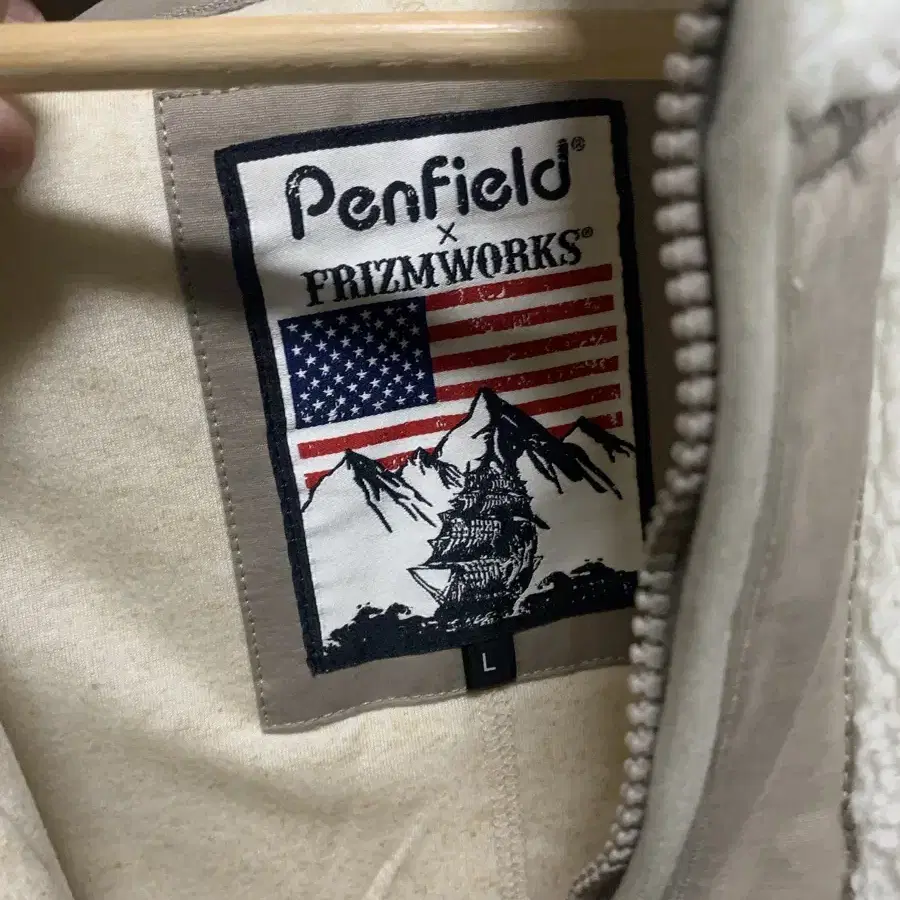 Penfield®
×
FRIZMWORKS®
L